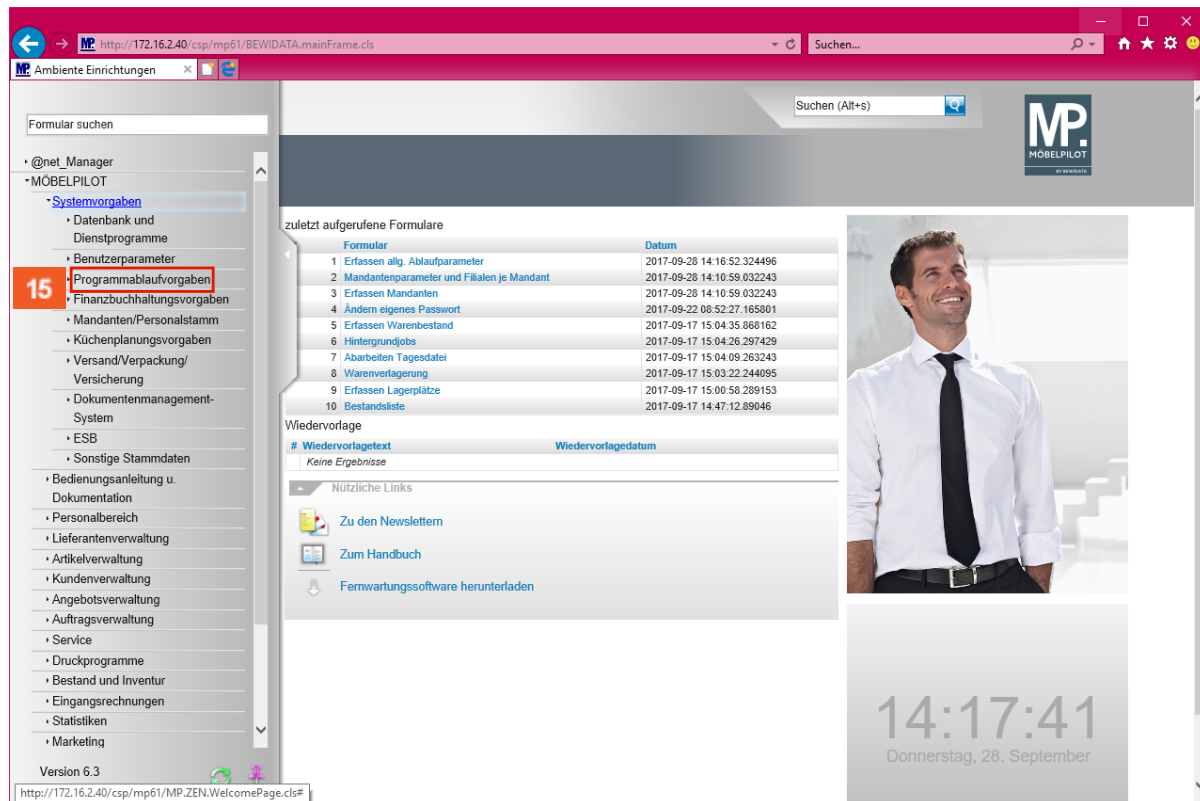 http://172.16.2.40/csp/mp61/BEWIDATA.mainFrame.cls
Suchen...
MP. Ambiente Einrichtungen
Suchen (Alt+s)
MP.
MÖBELPILOT
BY BEWIDATA
Formular suchen
@net_Manager
MÖBELPILOT
Systemvorgaben
Datenbank und
Dienstprogramme
Benutzerparameter
15
Programmablaufvorgaben
Finanzbuchhaltungsvorgaben
Mandanten/Personalstamm
Küchenplanungsvorgaben
Versand/Verpackung/
Versicherung
Dokumentenmanagement-
System
ESB
Sonstige Stammdaten
Bedienungsanleitung u.
Dokumentation
Personalbereich
Lieferantenverwaltung
Artikelverwaltung
Kundenverwaltung
Angebotsverwaltung
Auftragsverwaltung
Service
Druckprogramme
Bestand und Inventur
Eingangsrechnungen
Statistiken
Marketing
Version 6.3
http://172.16.2.40/csp/mp61/MP.ZEN.WelcomePage.cls#
zuletzt aufgerufene Formulare
Formular Datum
1 Erfassen allg. Ablaufparameter 2017-09-28 14:16:52.324496
2 Mandantenparameter und Filialen je Mandant 2017-09-28 14:10:59.032243
3 Erfassen Mandanten 2017-09-28 14:10:59.032243
4 Ändern eigenes Passwort 2017-09-22 08:52:27.165801
5 Erfassen Warenbestand 2017-09-17 15:04:35.868162
6 Hintergrundjobs 2017-09-17 15:04:26.297429
7 Abarbeiten Tagesdatei 2017-09-17 15:04:09.263243
8 Warenverlagerung 2017-09-17 15:03:22.244095
9 Erfassen Lagerplätze 2017-09-17 15:00:58.289153
10 Bestandsliste 2017-09-17 14:47:12.89046
Wiedervorlage
# Wiedervorlagetext Wiedervorlagedatum
Keine Ergebnisse
Nützliche Links
Zu den Newslettern
Zum Handbuch
Fernwartungssoftware herunterladen
14:17:41
Donnerstag, 28. September